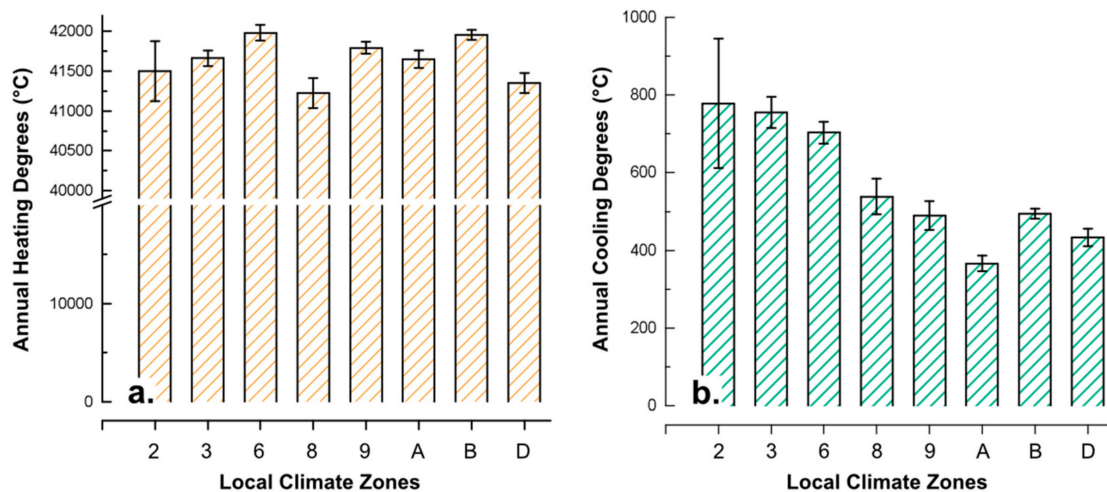 Annual Heating Degrees (°C)
42000
41500
41000
40500
40000
10000
0
a.
2 3 6 8 9 A B D
Local Climate Zones
Annual Cooling Degrees (°C)
1000
800
600
400
200
0
b.
2 3 6 8 9 A B D
Local Climate Zones